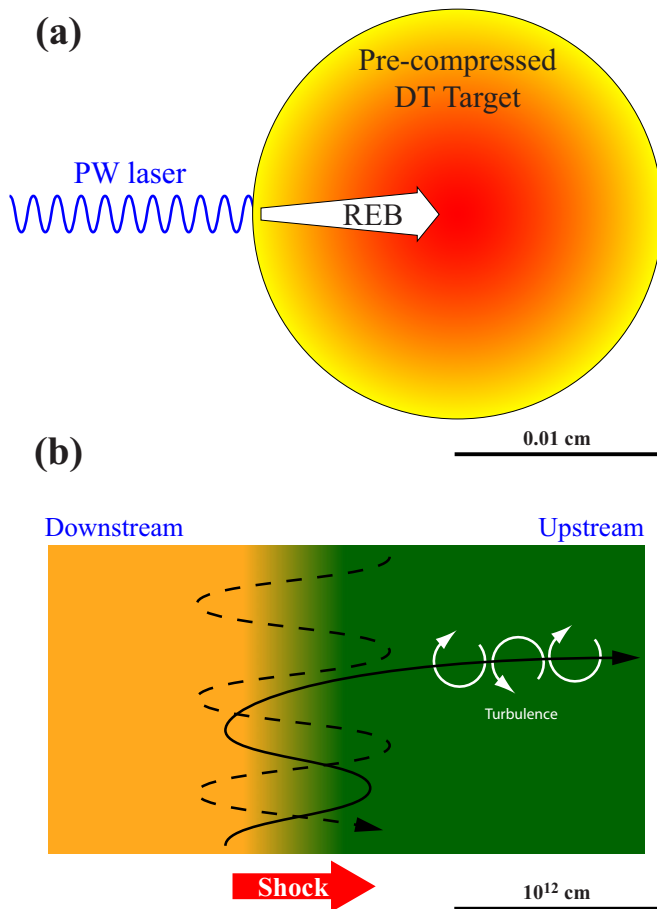 (a)
Pre-compressed
DT Target
PW laser
REB
0.01 cm
(b)
Downstream
Upstream
Turbulence
Shock
10¹² cm